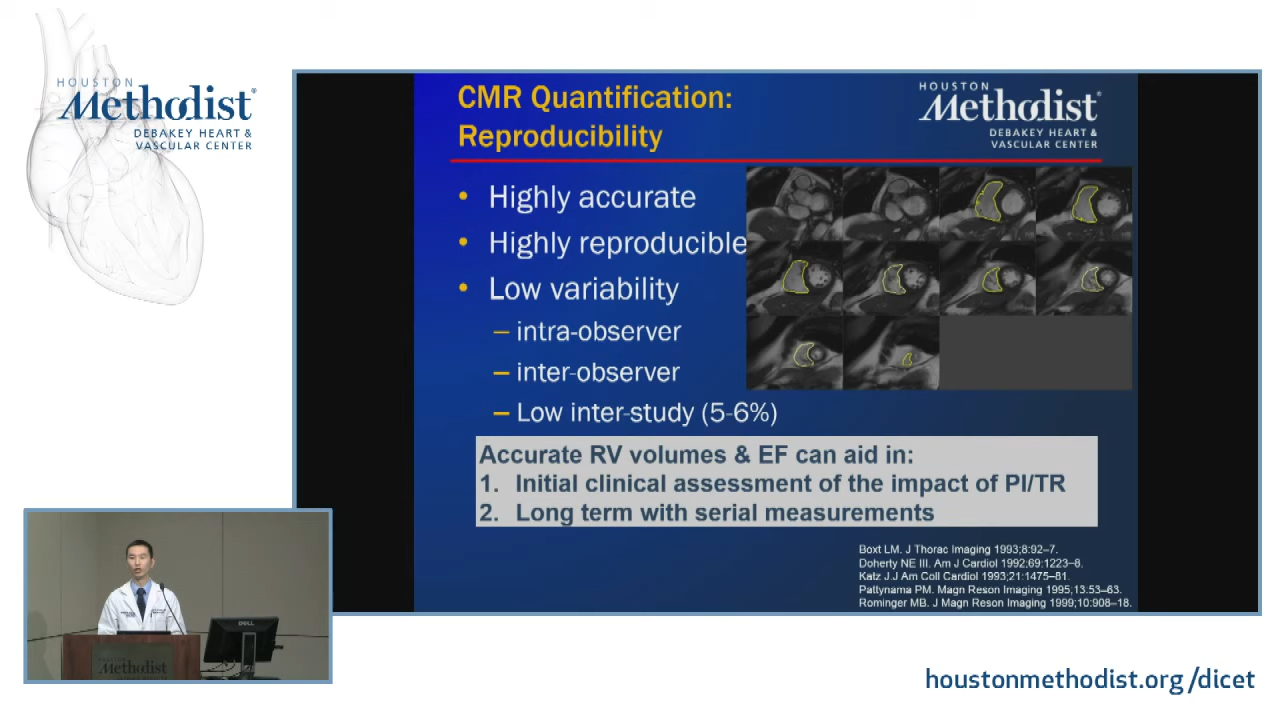 HOUSTON
Methodist®
DEBAKEY HEART &
VASCULAR CENTER
CMR Quantification:
Reproducibility
HOUSTON
Methodist®
DEBAKEY HEART &
VASCULAR CENTER
• Highly accurate
• Highly reproducible
• Low variability
– intra-observer
– inter-observer
– Low inter-study (5-6%)
Accurate RV volumes & EF can aid in:
1. Initial clinical assessment of the impact of PI/TR
2. Long term with serial measurements
Boxt LM. J Thorac Imaging 1993;8:92–7.
Doherty NE III. Am J Cardiol 1992;69:1223–8.
Katz J.J Am Coll Cardiol 1993;21:1475–81.
Pattynama PM. Magn Reson Imaging 1995;13:53–63.
Rominger MB. J Magn Reson Imaging 1999;10:908–18.
DELL
HOUSTON
Methodist
houstonmethodist.org/dicet